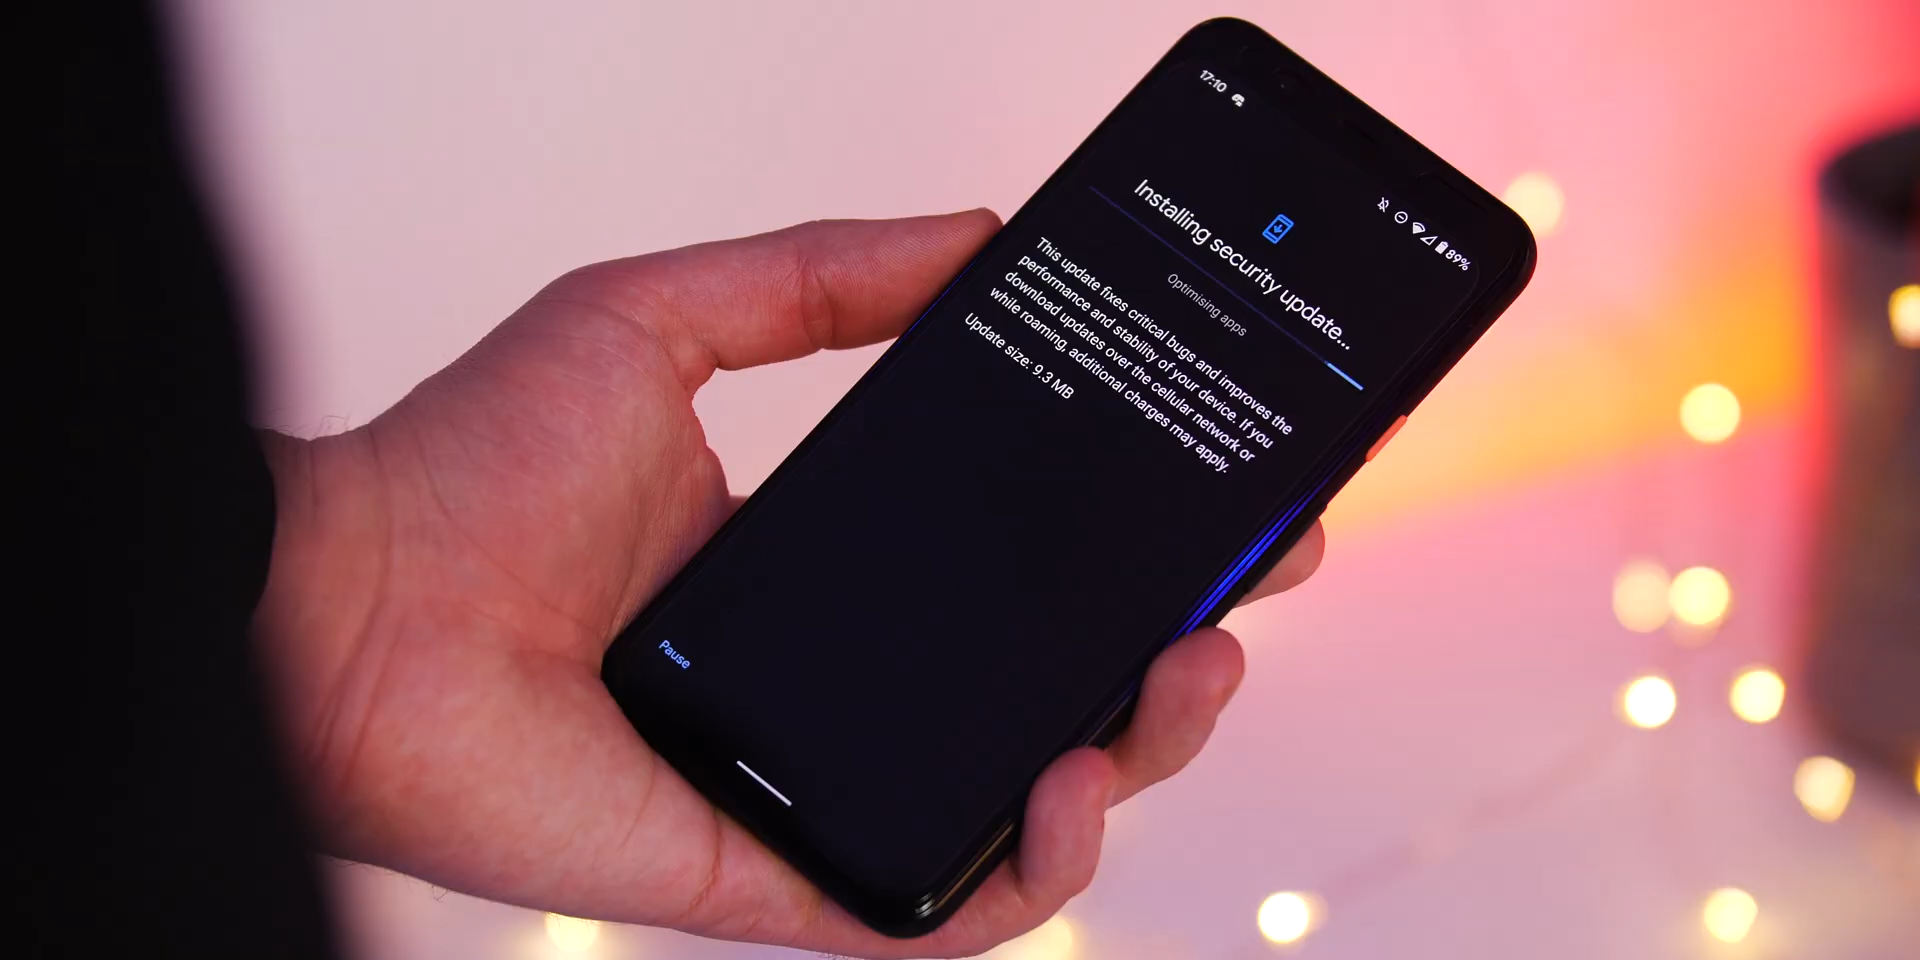 17:10
89%
Installing security update...
Optimising apps
This update fixes critical bugs and improves the
performance and stability of your device. If you
download updates over the cellular network or
while roaming, additional charges may apply.
Update size: 9.3 MB
Pause